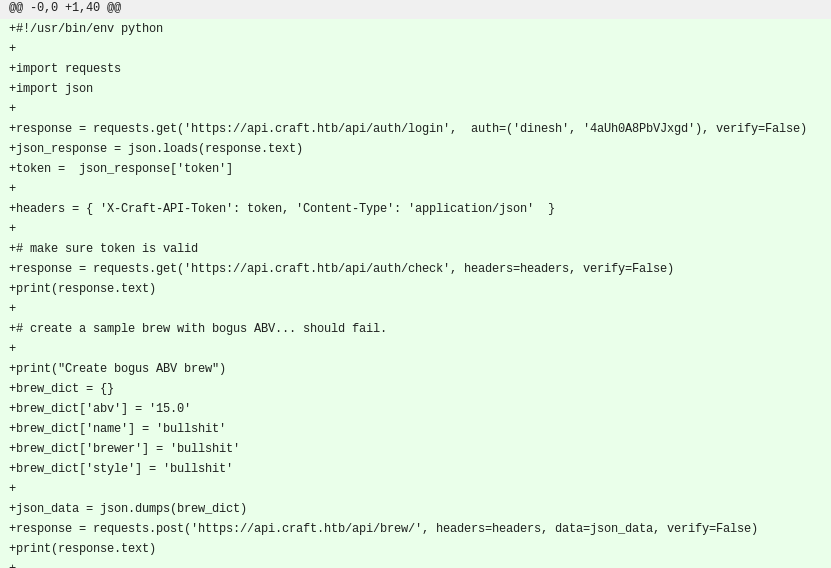 @@ -0,0 +1,40 @@
+#!/usr/bin/env python
+
+import requests
+import json
+
+response = requests.get('https://api.craft.htb/api/auth/login',  auth=('dinesh', '4aUh0A8PbVJxgd'), verify=False)
+json_response = json.loads(response.text)
+token =  json_response['token']
+
+headers = { 'X-Craft-API-Token': token, 'Content-Type': 'application/json'  }
+
+# make sure token is valid
+response = requests.get('https://api.craft.htb/api/auth/check', headers=headers, verify=False)
+print(response.text)
+
+# create a sample brew with bogus ABV... should fail.
+
+print("Create bogus ABV brew")
+brew_dict = {}
+brew_dict['abv'] = '15.0'
+brew_dict['name'] = 'bullshit'
+brew_dict['brewer'] = 'bullshit'
+brew_dict['style'] = 'bullshit'
+
+json_data = json.dumps(brew_dict)
+response = requests.post('https://api.craft.htb/api/brew/', headers=headers, data=json_data, verify=False)
+print(response.text)
+